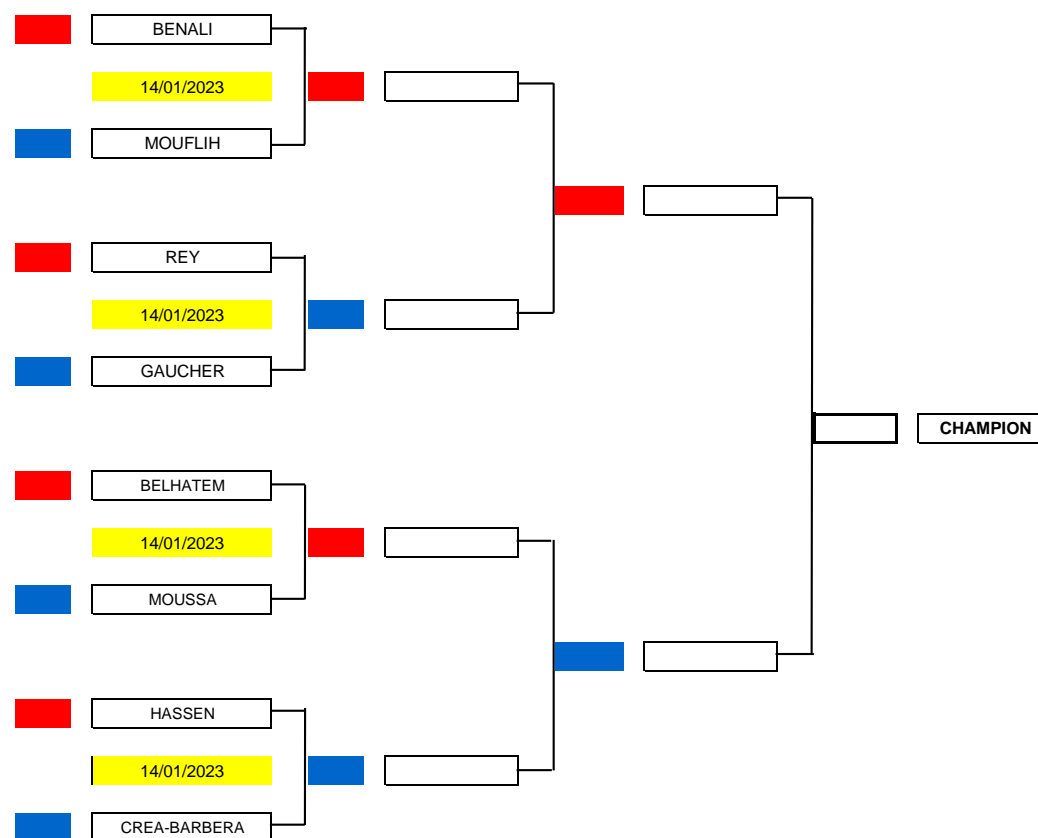 BENALI
14/01/2023
MOUFLIH
REY
14/01/2023
GAUCHER
CHAMPION
BELHATEM
14/01/2023
MOUSSA
HASSEN
14/01/2023
CREA-BARBERA